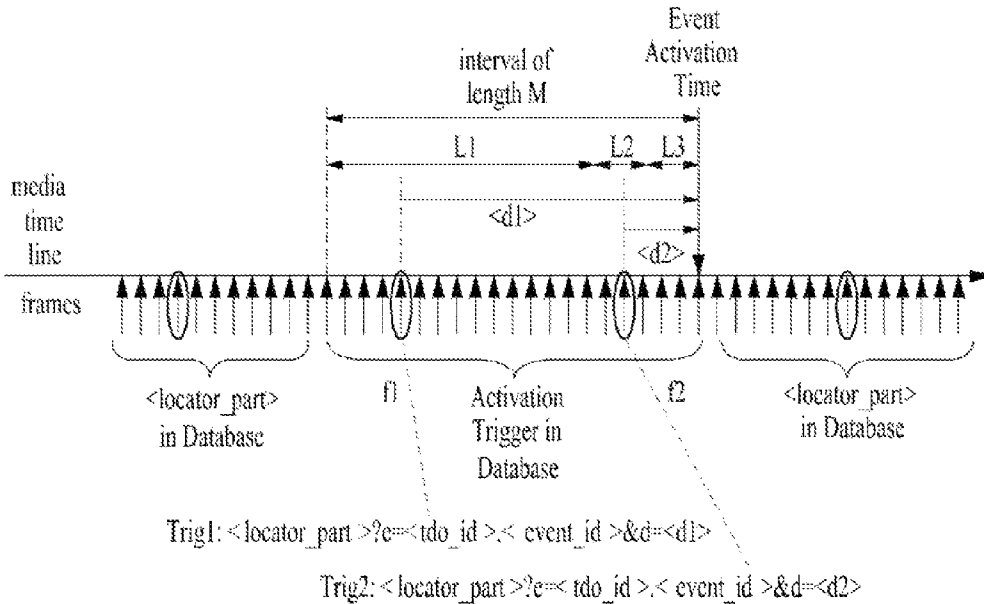 Event
Activation
Time
interval of
length M
L1
L2
L3
media
time
line
<d1>
<d2>
frames
<locator_part>
in Database
f1
Activation
Trigger in
Database
f2
<locator_part>
in Database
Trig1: <locator_part >?e=<tdo_id >.< event_id >&d=<d1>
Trig2: <locator_part>?e=< tdo_id>.< event_id >&d=<d2>